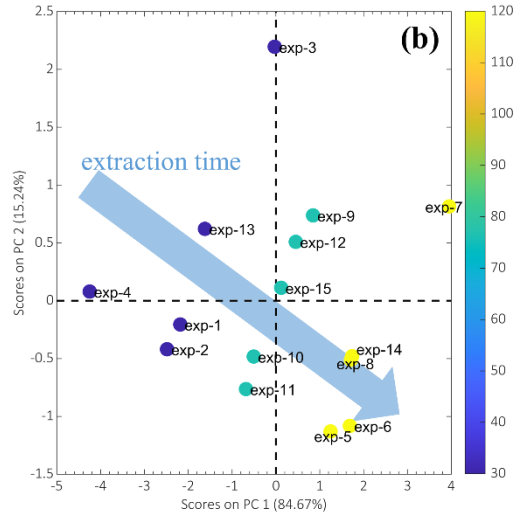 (b)
extraction time
exp-3
exp-7
exp-9
exp-13
exp-12
exp-15
exp-4
exp-1
exp-2
exp-10
exp-14
exp-8
exp-11
exp-6
exp-5
2.5
2
1.5
1
0.5
0
-0.5
-1
-1.5
Scores on PC 2 (15.24%)
-5 -4 -3 -2 -1 0 1 2 3 4
Scores on PC 1 (84.67%)
120
110
100
90
80
70
60
50
40
30